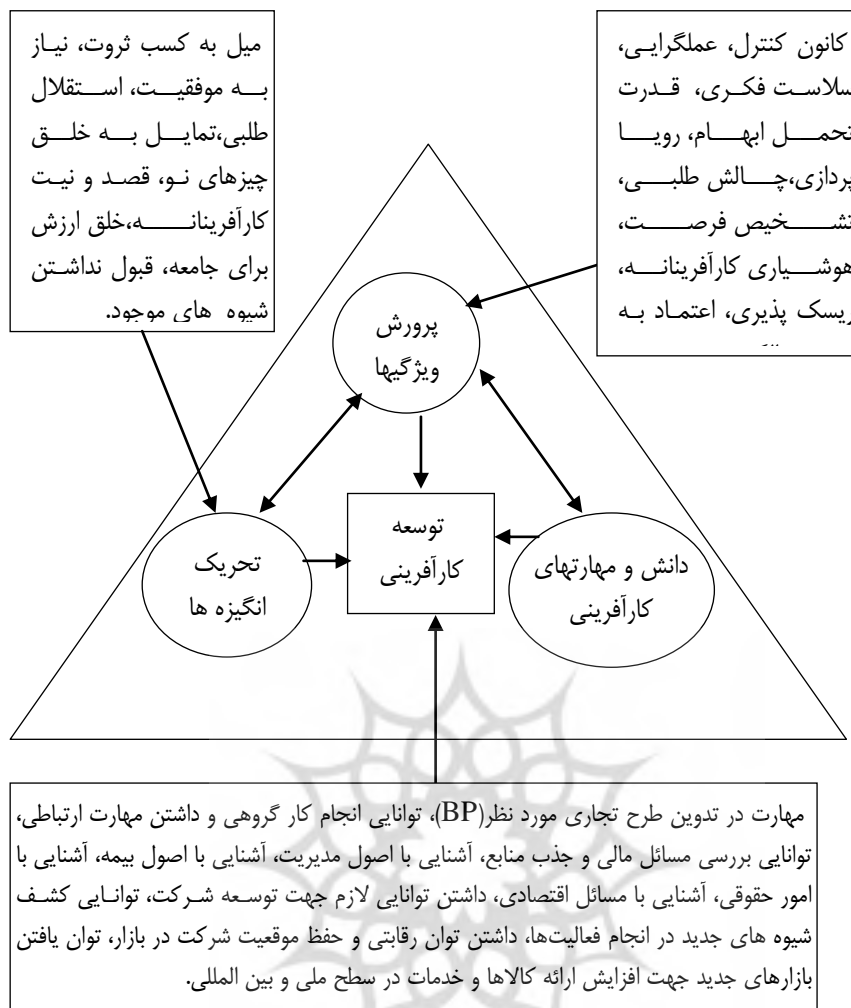 کانون کنترل، عملگرایی،
سلاست فکری، قدرت
تحمل ابهام، رویا
پردازی،چالش طلبی،
تشخیص فرصت،
هوشیاری کارآفرینانه،
ریسک پذیری، اعتماد به
میل به کسب ثروت، نیاز
به موفقیت، استقلال
طلبی،تمایل به خلق
چیزهای نو، قصد و نیت
کارآفرینانه،خلق ارزش
برای جامعه، قبول نداشتن
شیوه های موجود.
پرورش
ویژگیها
دانش و مهارتهای
کارآفرینی
توسعه
کارآفرینی
تحریک
انگیزه ها
مهارت در تدوین طرح تجاری مورد نظر(BP)، توانایی انجام کار گروهی و داشتن مهارت ارتباطی،
توانایی بررسی مسائل مالی و جذب منابع، آشنایی با اصول مدیریت، آشنایی با اصول بیمه، آشنایی با
امور حقوقی، آشنایی با مسائل اقتصادی، داشتن توانایی لازم جهت توسعه شرکت، توانایی کشف
شیوه های جدید در انجام فعالیت‌ها، داشتن توان رقابتی و حفظ موقعیت شرکت در بازار، توان یافتن
بازارهای جدید جهت افزایش ارائه کالاها و خدمات در سطح ملی و بین المللی.